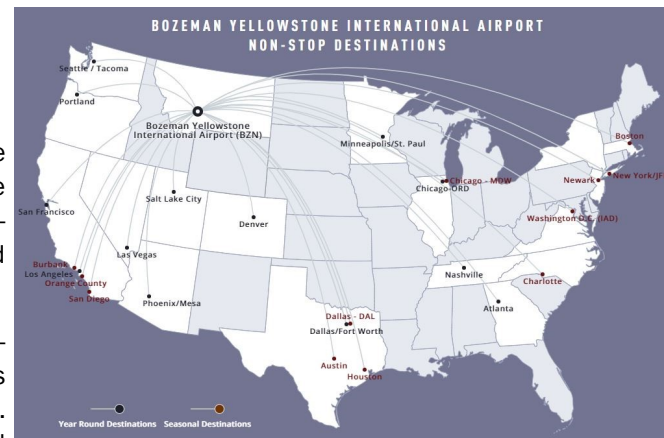 BOZEMAN YELLOWSTONE INTERNATIONAL AIRPORT
NON-STOP DESTINATIONS
Seattle / Tacoma
Portland
Bozeman Yellowstone
International Airport (BZN)
Minneapolis/St. Paul
Boston
Chicago - MDW
Chicago-ORD
Newark
New York/JF
Salt Lake City
San Francisco
Denver
Washington D.C. (IAD)
Las Vegas
Burbank
Los Angeles
Orange County
San Diego
Phoenix/Mesa
Nashville
Charlotte
Atlanta
Dallas - DAL
Dallas/Fort Worth
Austin
Houston
Year Round Destinations
Seasonal Destinations